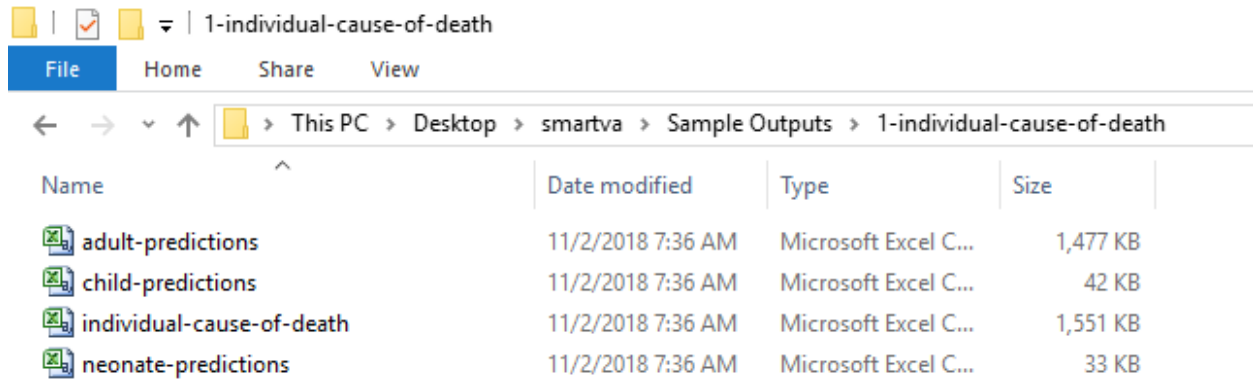 1-individual-cause-of-death
File Home Share View
This PC > Desktop > smartva > Sample Outputs > 1-individual-cause-of-death
Name Date modified Type Size
adult-predictions 11/2/2018 7:36 AM Microsoft Excel C... 1,477 KB
child-predictions 11/2/2018 7:36 AM Microsoft Excel C... 42 KB
individual-cause-of-death 11/2/2018 7:36 AM Microsoft Excel C... 1,551 KB
neonate-predictions 11/2/2018 7:36 AM Microsoft Excel C... 33 KB